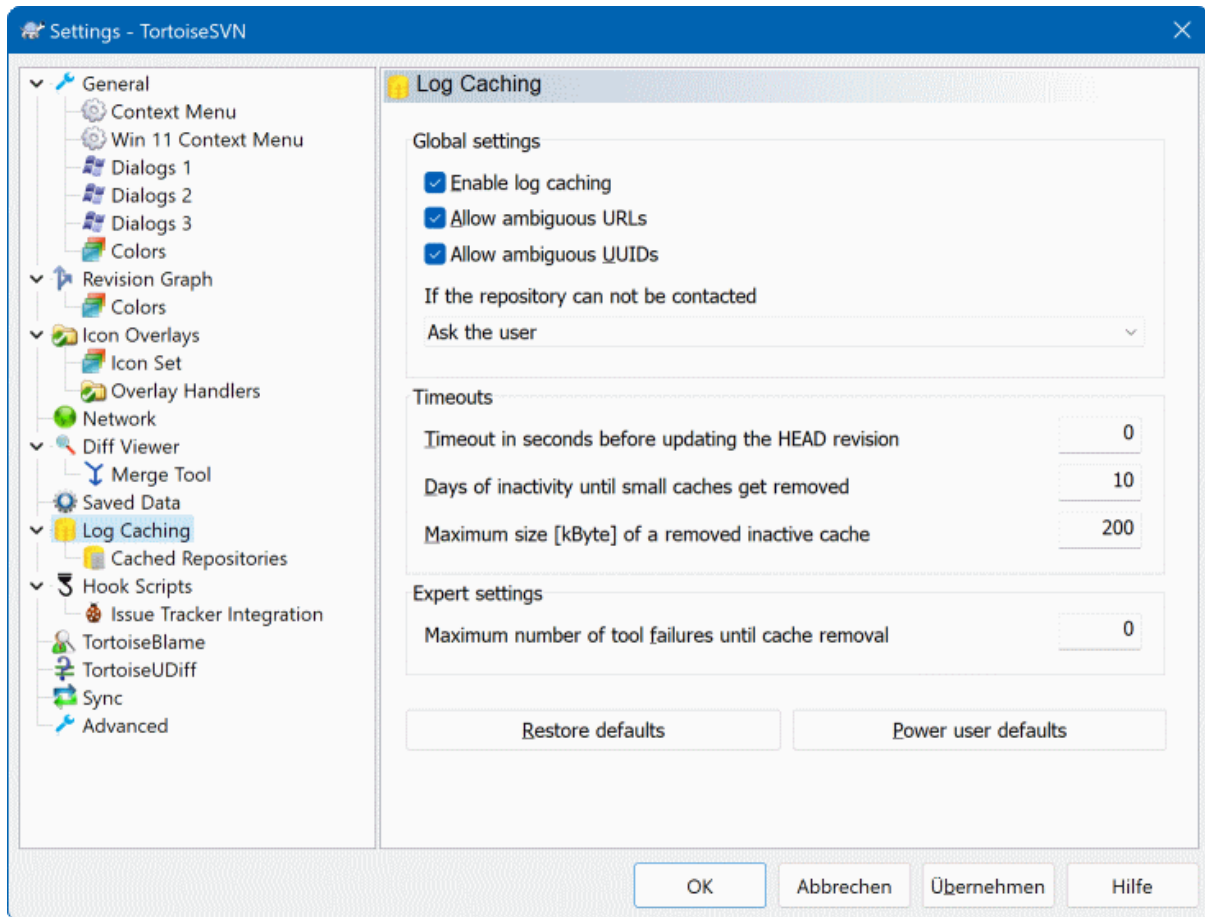 Settings - TortoiseSVN
General
Context Menu
Win 11 Context Menu
Dialogs 1
Dialogs 2
Dialogs 3
Colors
Revision Graph
Colors
Icon Overlays
Icon Set
Overlay Handlers
Network
Diff Viewer
Merge Tool
Saved Data
Log Caching
Cached Repositories
Hook Scripts
Issue Tracker Integration
TortoiseBlame
TortoiseUDiff
Sync
Advanced
Log Caching
Global settings
Enable log caching
Allow ambiguous URLs
Allow ambiguous UUIDs
If the repository can not be contacted
Ask the user
Timeouts
Timeout in seconds before updating the HEAD revision 0
Days of inactivity until small caches get removed 10
Maximum size [kByte] of a removed inactive cache 200
Expert settings
Maximum number of tool failures until cache removal 0
Restore defaults Power user defaults
OK Abbrechen Übernehmen Hilfe